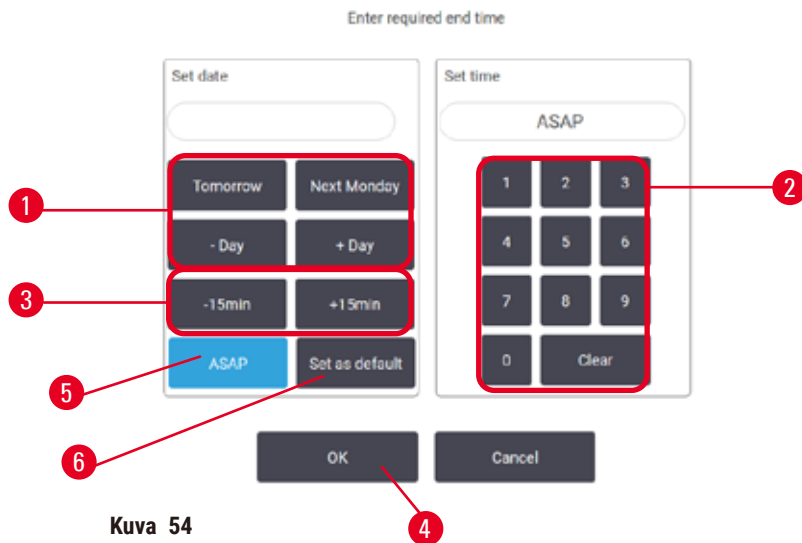 Enter required end time
Set date
Set time
ASAP
Tomorrow
Next Monday
- Day
+ Day
-15min
+15min
ASAP
Set as default
1
2
3
4
5
6
7
8
9
0
Clear
OK
Cancel
1
2
3
4
5
6
Kuva 54